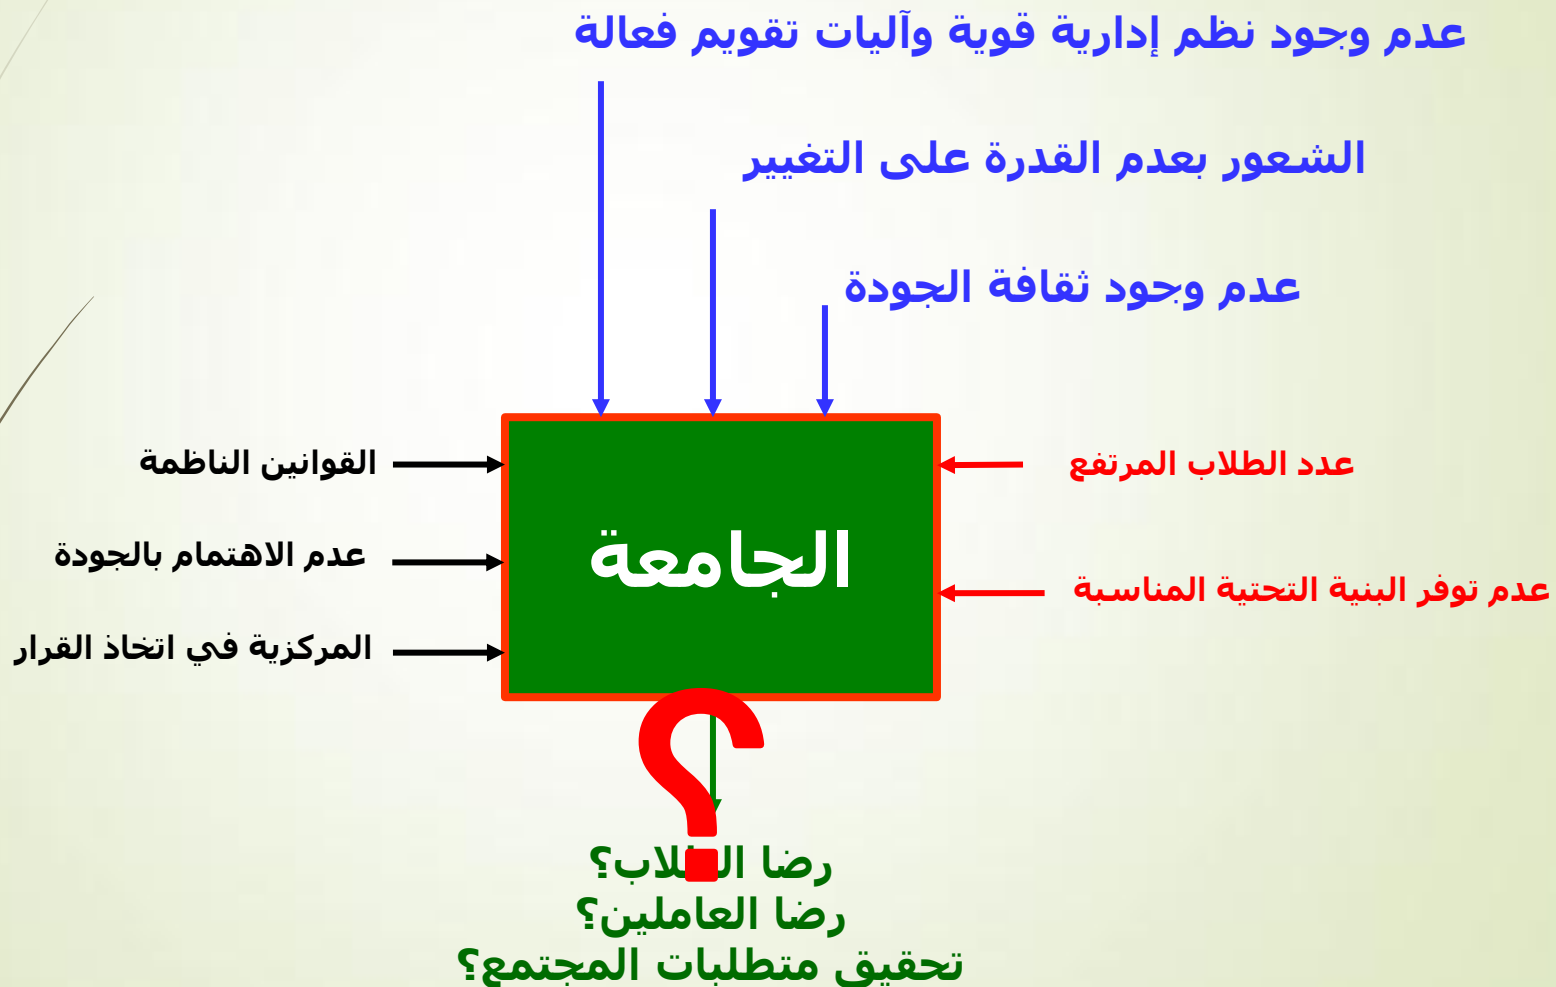 عدم وجود نظم إدارية قوية وآليات تقويم فعالة
الشعور بعدم القدرة على التغيير
عدم وجود ثقافة الجودة
عدد الطلاب المرتفع
القوانين الناظمة
الجامعة
عدم توفر البنية التحتية المناسبة
عدم الاهتمام بالجودة
المركزية في اتخاذ القرار
؟
رضا الطلاب؟
رضا العاملين؟
تحقيق متطلبات المجتمع؟